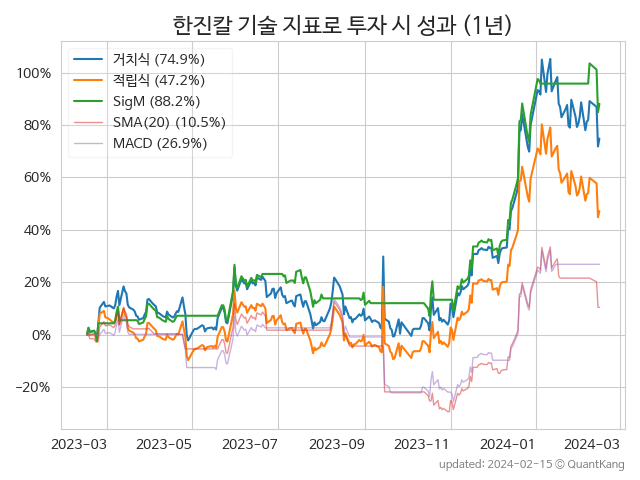 한진칼 기술 지표로 투자 시 성과 (1년)
거치식 (74.9%)
적립식 (47.2%)
SigM (88.2%)
SMA(20) (10.5%)
MACD (26.9%)
100%
80%
60%
40%
20%
0%
−20%
2023-03 2023-05 2023-07 2023-09 2023-11 2024-01 2024-03
updated: 2024-02-15 © QuantKang